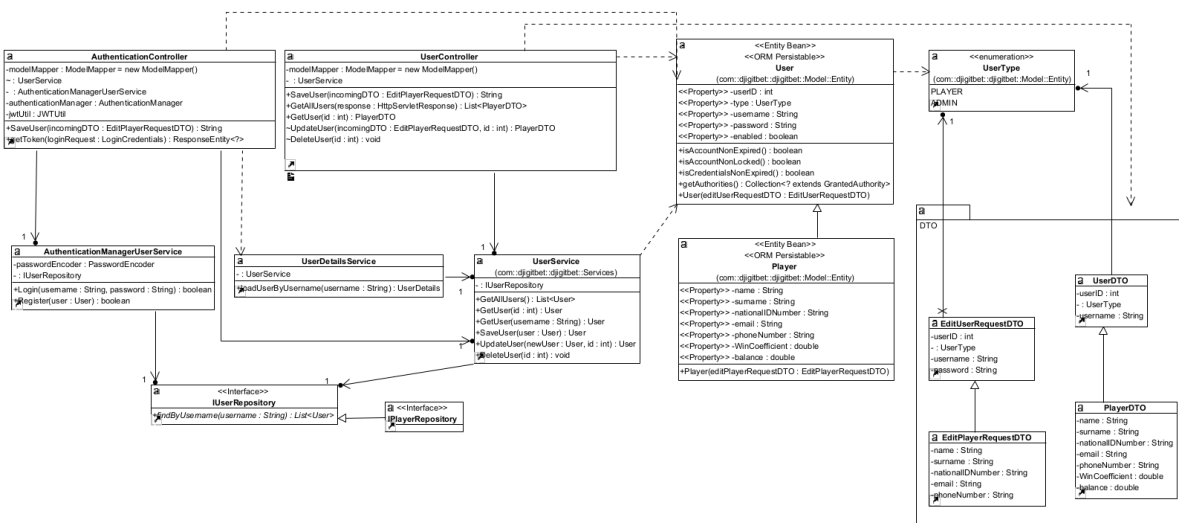 AuthenticationController
-modelMapper : ModelMapper = new ModelMapper()
~ : UserService
- : AuthenticationManagerUserService
-authenticationManager : AuthenticationManager
-jwtUtil : JWTUtil
+SaveUser(incomingDTO : EditPlayerRequestDTO) : String
+getToken(loginRequest : LoginCredentials) : ResponseEntity<?>
UserController
-modelMapper : ModelMapper = new ModelMapper()
- : UserService
+SaveUser(incomingDTO : EditPlayerRequestDTO) : String
+GetAllUsers(response : HttpServletResponse) : List<PlayerDTO>
+GetUser(id : int) : PlayerDTO
~UpdateUser(incomingDTO : EditPlayerRequestDTO, id : int) : PlayerDTO
~DeleteUser(id : int) : void
<<Entity Bean>>
<<ORM Persistable>>
User
(com::djigitbet::djigitbet::Model::Entity)
<<Property>> -userID : int
<<Property>> -type : UserType
<<Property>> -username : String
<<Property>> -password : String
<<Property>> -enabled : boolean
+isAccountNonExpired() : boolean
+isAccountNonLocked() : boolean
+isCredentialsNonExpired() : boolean
+getAuthorities() : Collection<? extends GrantedAuthority>
+User(editUserRequestDTO : EditUserRequestDTO)
<<enumeration>>
UserType
(com::djigitbet::djigitbet::Model::Entity)
PLAYER
ADMIN
1
1
1
AuthenticationManagerUserService
-passwordEncoder : PasswordEncoder
- : IUserRepository
+Login(username : String, password : String) : boolean
+Register(user : User) : boolean
UserDetailsService
- : UserService
+loadUserByUsername(username : String) : UserDetails
1
1
1
UserService
(com::djigitbet::djigitbet::Services)
- : IUserRepository
+GetAllUsers() : List<User>
+GetUser(id : int) : User
+GetUser(username : String) : User
+SaveUser(user : User) : User
+UpdateUser(newUser : User, id : int) : User
+DeleteUser(id : int) : void
<<Entity Bean>>
<<ORM Persistable>>
Player
(com::djigitbet::djigitbet::Model::Entity)
<<Property>> -name : String
<<Property>> -surname : String
<<Property>> -nationalIDNumber : String
<<Property>> -email : String
<<Property>> -phoneNumber : String
<<Property>> -WinCoefficient : double
<<Property>> -balance : double
+Player(editPlayerRequestDTO : EditPlayerRequestDTO)
DTO
UserDTO
-userID : int
- : UserType
-username : String
EditUserRequestDTO
-userID : int
- : UserType
-username : String
-password : String
1
1
<<Interface>>
IUserRepository
+findByUsername(username : String) : List<User>
<<Interface>>
IPlayerRepository
EditPlayerRequestDTO
-name : String
-surname : String
-nationalIDNumber : String
-email : String
-phoneNumber : String
PlayerDTO
-name : String
-surname : String
-nationalIDNumber : String
-email : String
-phoneNumber : String
-WinCoefficient : double
-balance : double